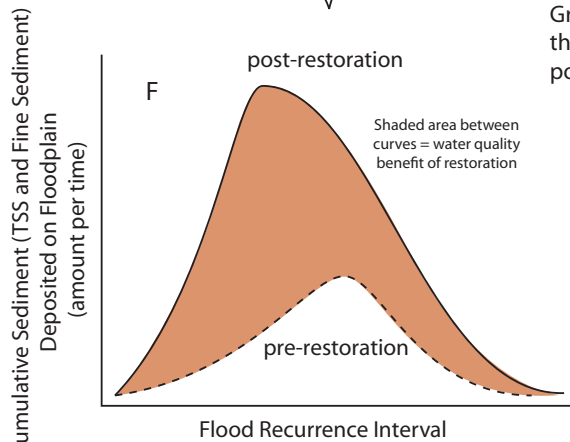 Gr
th
po
post-restoration
F
Shaded area between
curves = water quality
benefit of restoration
pre-restoration
umulative Sediment (TSS and Fine Sediment)
Deposited on Floodplain
(amount per time)
Flood Recurrence Interval